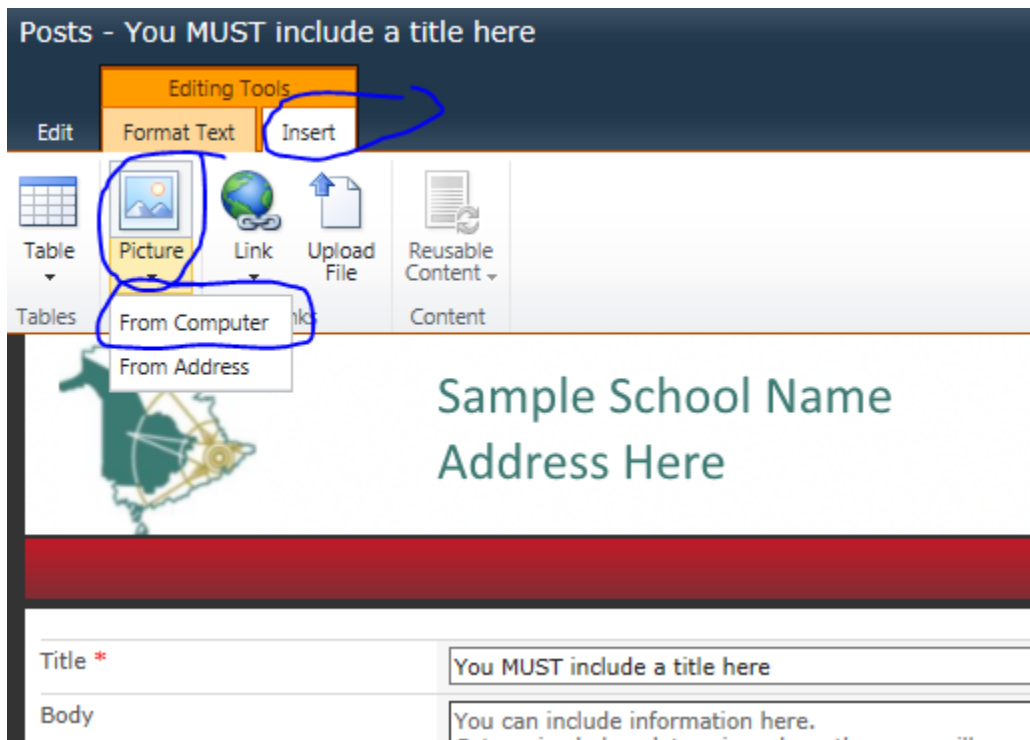 Posts - You MUST include a title here
Editing Tools
Edit Format Text Insert
Table Picture Link Upload File Reusable Content
Tables Content
From Computer
From Address
Sample School Name
Address Here
Title * You MUST include a title here
Body You can include information here.